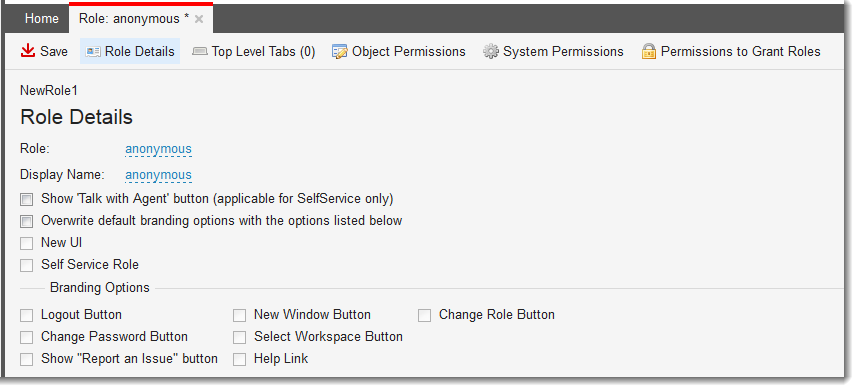 Home Role: anonymous *
Save Role Details Top Level Tabs (0) Object Permissions System Permissions Permissions to Grant Roles
NewRole1
Role Details
Role: anonymous
Display Name: anonymous
Show 'Talk with Agent' button (applicable for SelfService only)
Overwrite default branding options with the options listed below
New UI
Self Service Role
Branding Options
Logout Button New Window Button Change Role Button
Change Password Button Select Workspace Button
Show "Report an Issue" button Help Link